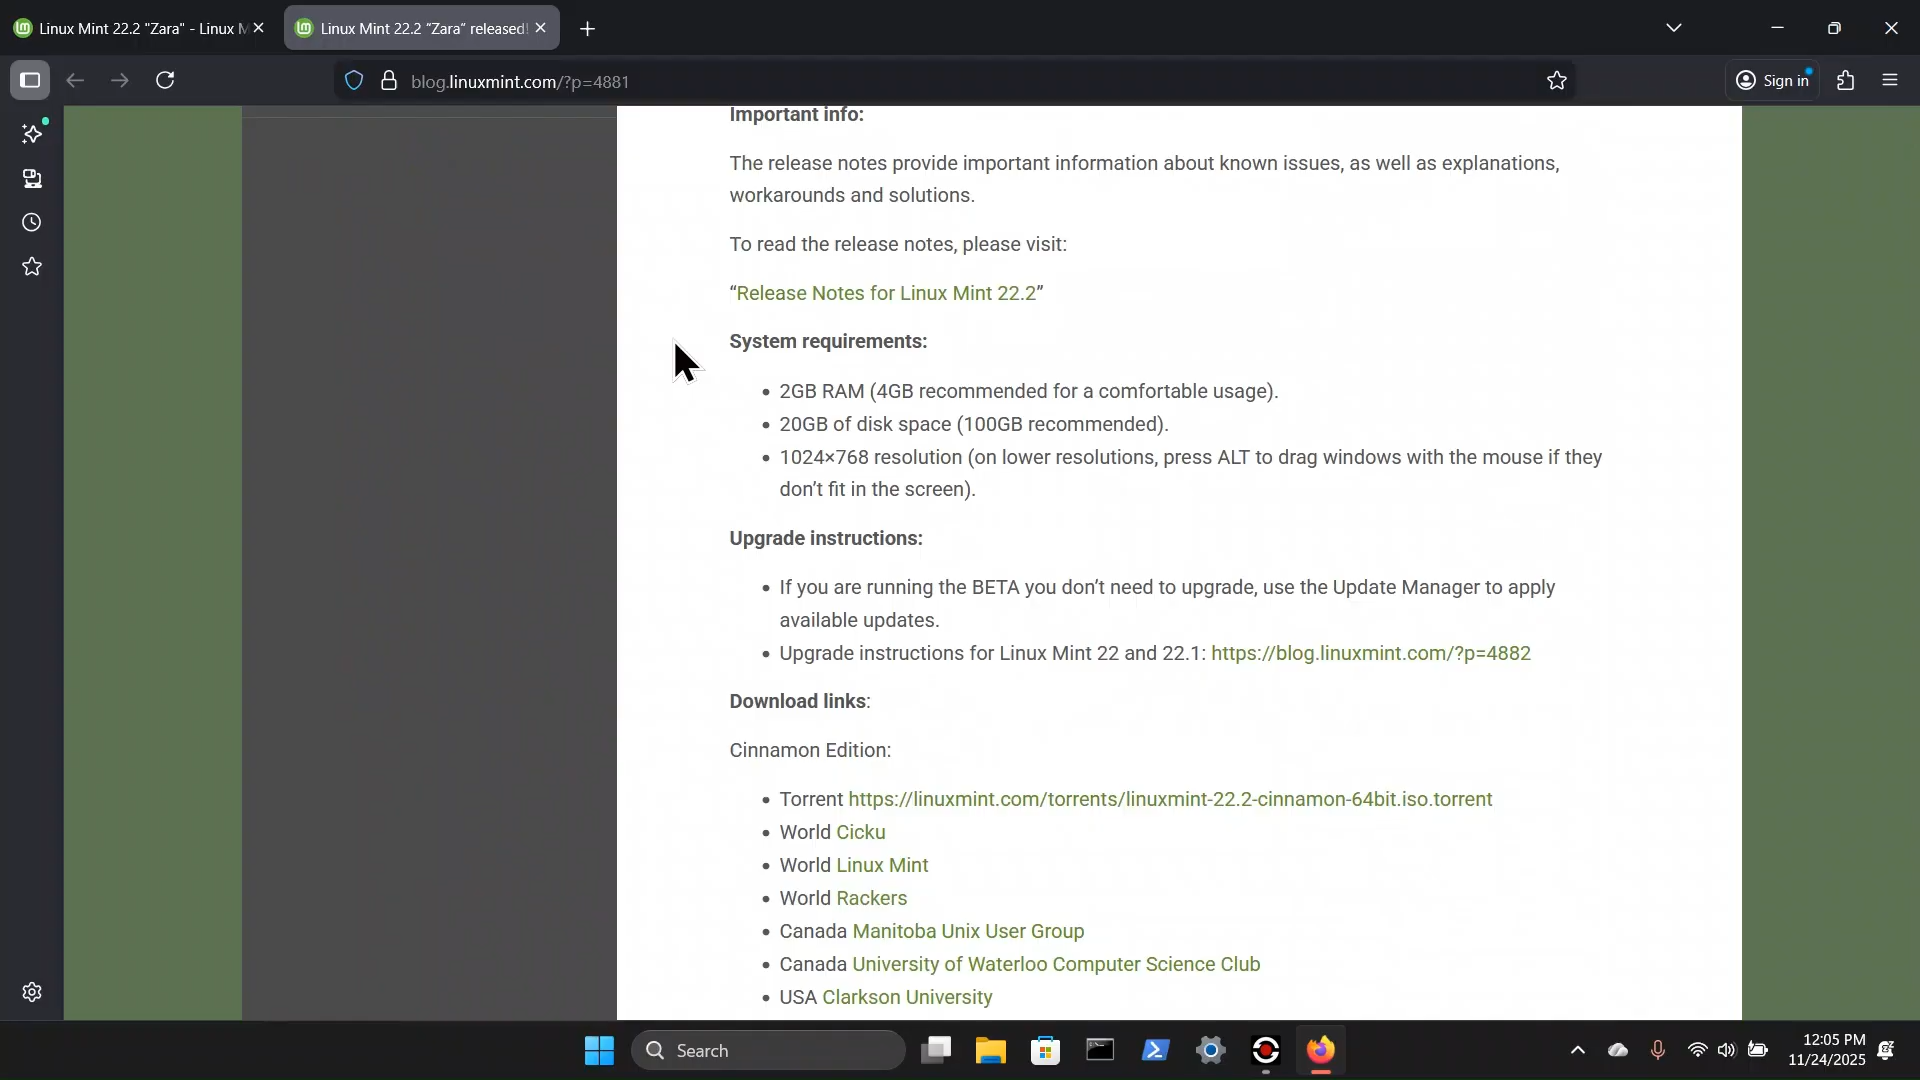 Linux Mint 22.2 "Zara" - Linux M
Linux Mint 22.2 “Zara” released!
blog.linuxmint.com/?p=4881
Sign in
Important info:
The release notes provide important information about known issues, as well as explanations,
workarounds and solutions.
To read the release notes, please visit:
“Release Notes for Linux Mint 22.2”
System requirements:
• 2GB RAM (4GB recommended for a comfortable usage).
• 20GB of disk space (100GB recommended).
• 1024×768 resolution (on lower resolutions, press ALT to drag windows with the mouse if they
don’t fit in the screen).
Upgrade instructions:
• If you are running the BETA you don’t need to upgrade, use the Update Manager to apply
available updates.
• Upgrade instructions for Linux Mint 22 and 22.1: https://blog.linuxmint.com/?p=4882
Download links:
Cinnamon Edition:
• Torrent https://linuxmint.com/torrents/linuxmint-22.2-cinnamon-64bit.iso.torrent
• World Cicku
• World Linux Mint
• World Rackers
• Canada Manitoba Unix User Group
• Canada University of Waterloo Computer Science Club
• USA Clarkson University
Search
12:05 PM
11/24/2025